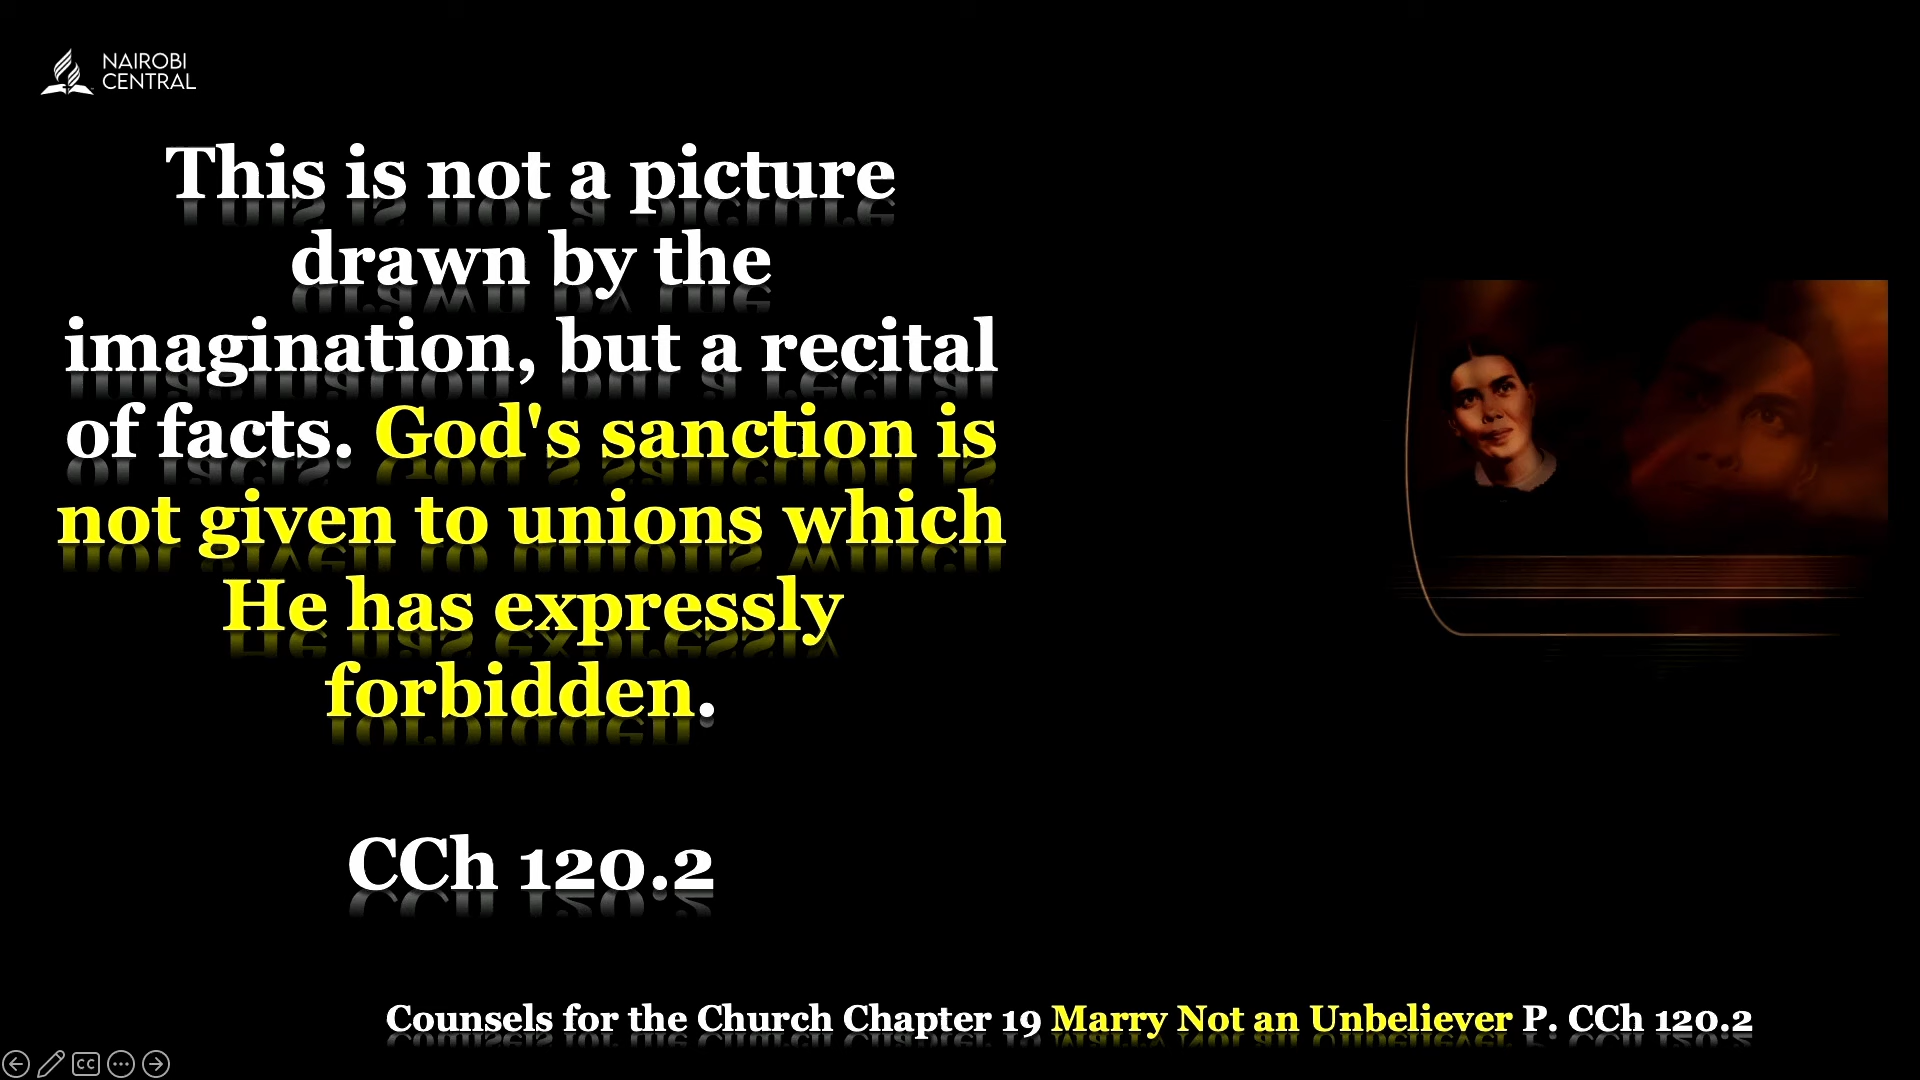 NAIROBI
CENTRAL
This is not a picture
drawn by the
imagination, but a recital
of facts. God's sanction is
not given to unions which
He has expressly
forbidden.
CCh 120.2
Counsels for the Church Chapter 19 Marry Not an Unbeliever P. CCh 120.2
CC